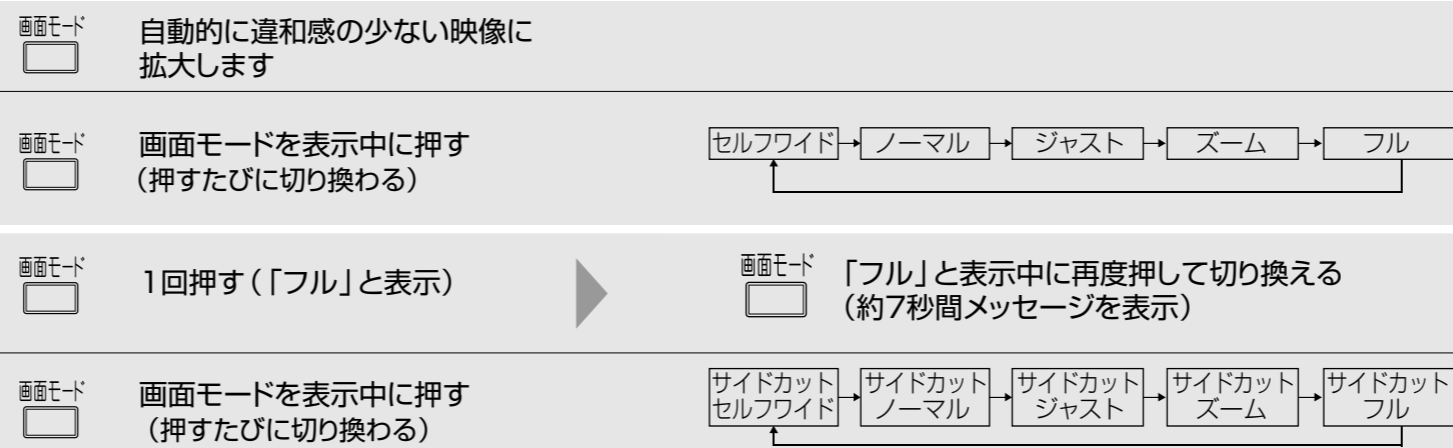 画面モード
自動的に違和感の少ない映像に
拡大します
画面モード
画面モードを表示中に押す
（押すたびに切り換わる）
セルフワイド
ノーマル
ジャスト
ズーム
フル
画面モード
1回押す（「フル」と表示）
画面モード
「フル」と表示中に再度押して切り換える
（約7秒間メッセージを表示）
画面モード
画面モードを表示中に押す
（押すたびに切り換わる）
サイドカット
セルフワイド
サイドカット
ノーマル
サイドカット
ジャスト
サイドカット
ズーム
サイドカット
フル